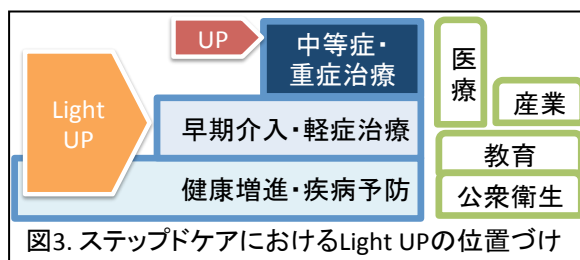 UP
中等症・
重症治療
Light
UP
早期介入・軽症治療
健康増進・疾病予防
医
療
産業
教育
公衆衛生
図3. ステップドケアにおけるLight UPの位置づけ